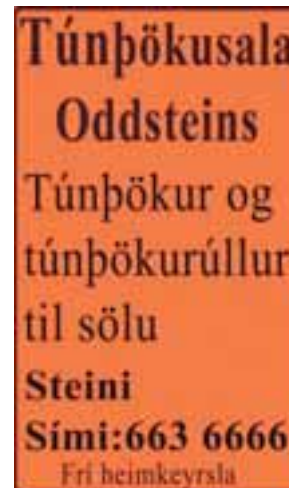 Túnþökusala
Oddsteins
Túnþökur og
túnþökurúllur
til sölu
Steini
Sími:663 6666
Frí heimkeyrsla